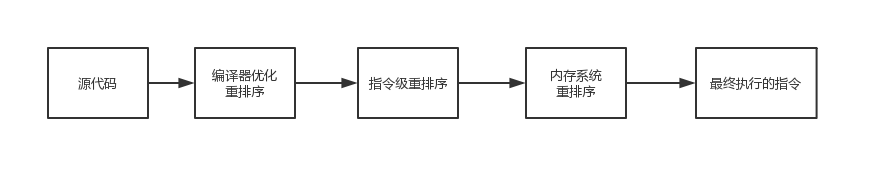 源代码
编译器优化
重排序
指令级重排序
内存系统
重排序
最终执行的指令